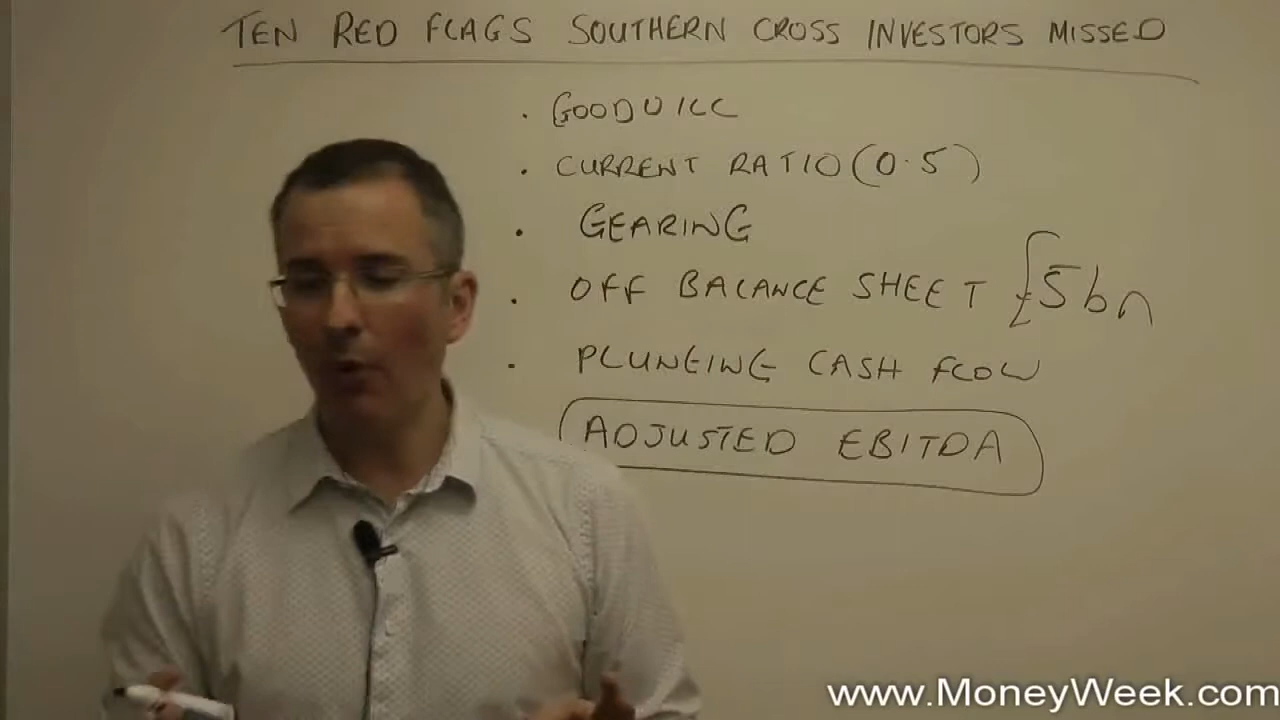 TEN RED FLAGS SOUTHERN CROSS INVESTORS MISSED
. GOODWILL
. CURRENT RATIO (0.5)
. GEARING
. OFF BALANCE SHEET £5bn
. PLUNGING CASH FLOW
ADJUSTED EBITDA
www.MoneyWeek.com